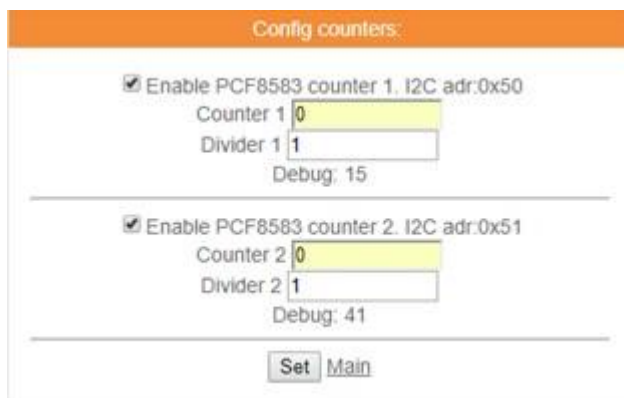 Config counters:
Enable PCF8583 counter 1. I2C adr:0x50
Counter 1 0
Divider 1 1
Debug: 15
Enable PCF8583 counter 2. I2C adr:0x51
Counter 2 0
Divider 2 1
Debug: 41
Set Main